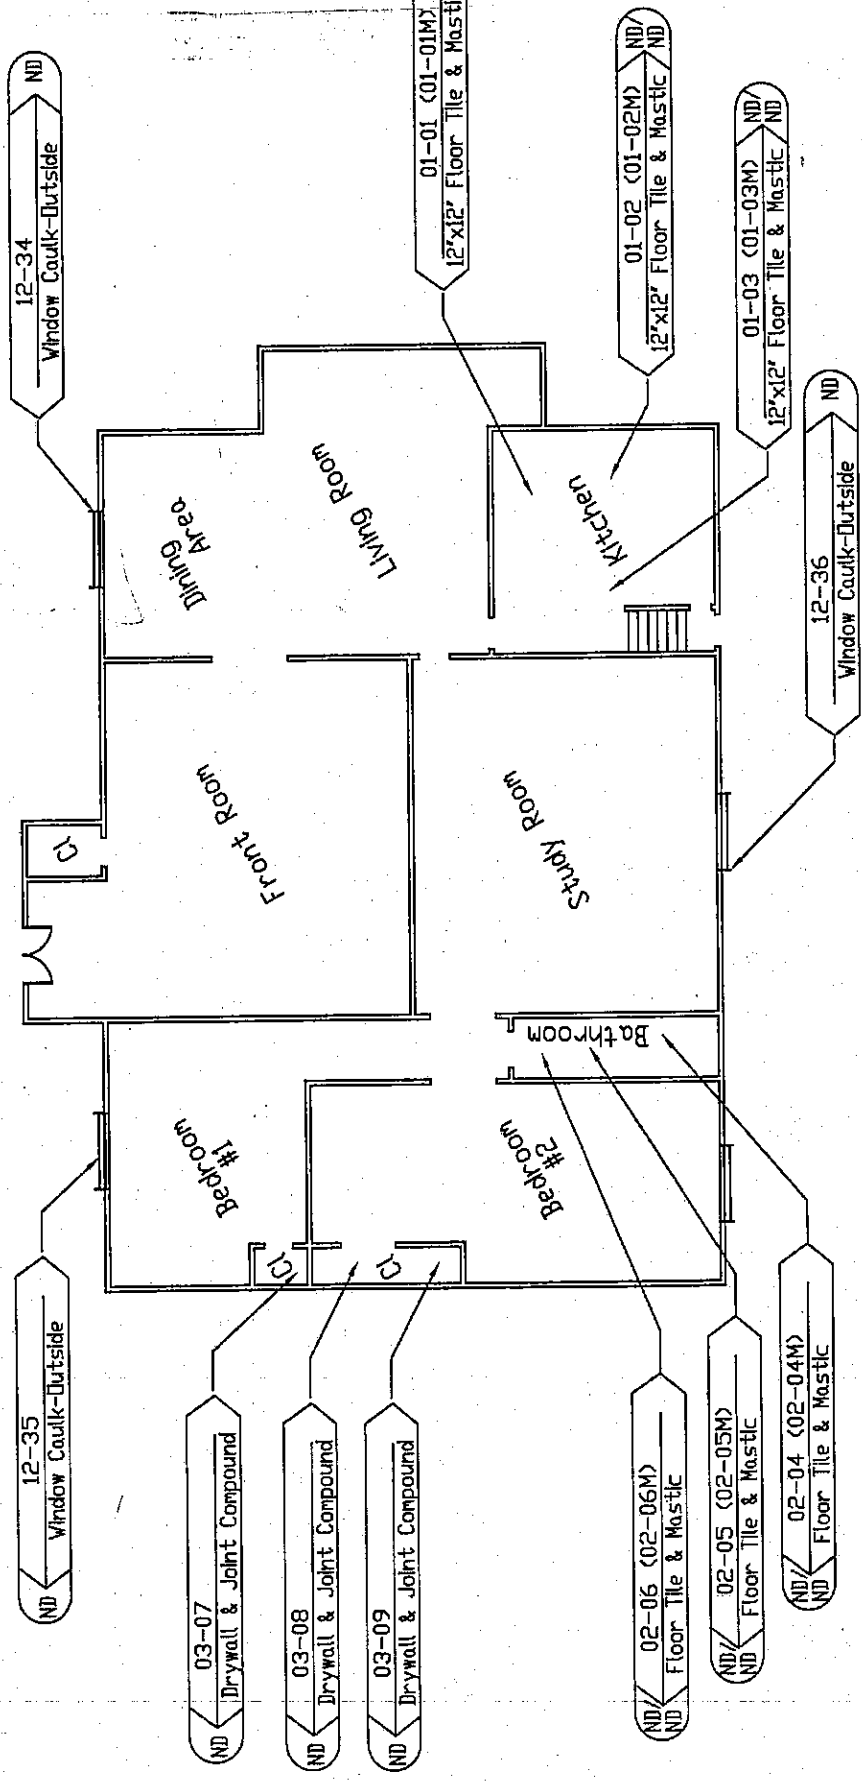 12-35
Window Caulk-Outside
ND
12-34
Window Caulk-Outside
ND
03-07
Drywall & Joint Compound
ND
03-08
Drywall & Joint Compound
ND
03-09
Drywall & Joint Compound
ND
Cl
Bedroom
#1
Front Room
Dining
Area
Living Room
Cl
Cl
Bedroom
#2
Bathroom
Study Room
Kitchen
01-01 (01-01M)
12"x12" Floor Tile &
01-02 (01-02M)
12"x12" Floor Tile & Mastic
ND/
ND
01-03 (01-03M)
12"x12" Floor Tile & Mastic
ND/
ND
02-06 (02-06M)
Floor Tile & Mastic
ND/
ND
02-05 (02-05M)
Floor Tile & Mastic
ND/
ND
02-04 (02-04M)
Floor Tile & Mastic
ND/
ND
12-36
Window Caulk-Outside
ND